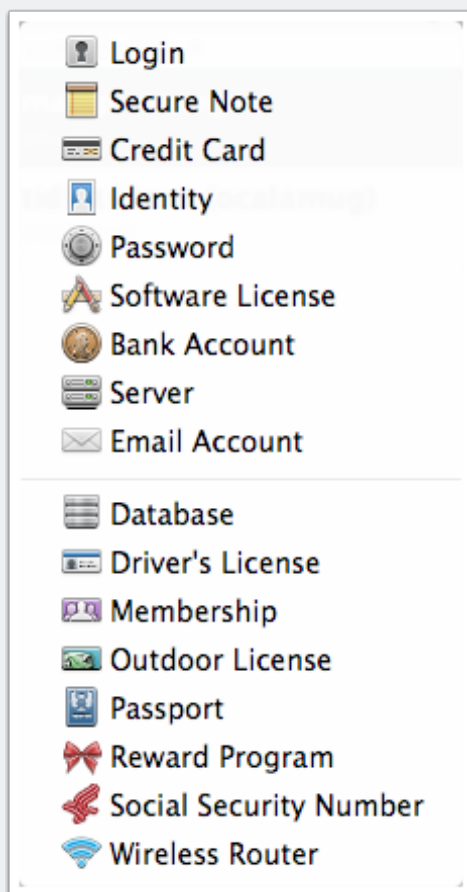 Login
Secure Note
Credit Card
Identity
Password
Software License
Bank Account
Server
Email Account
Database
Driver's License
Membership
Outdoor License
Passport
Reward Program
Social Security Number
Wireless Router